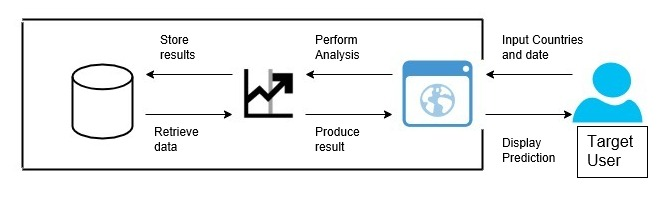 Store
results
Perform
Analysis
Input Countries
and date
Retrieve
data
Produce
result
Display
Prediction
Target
User